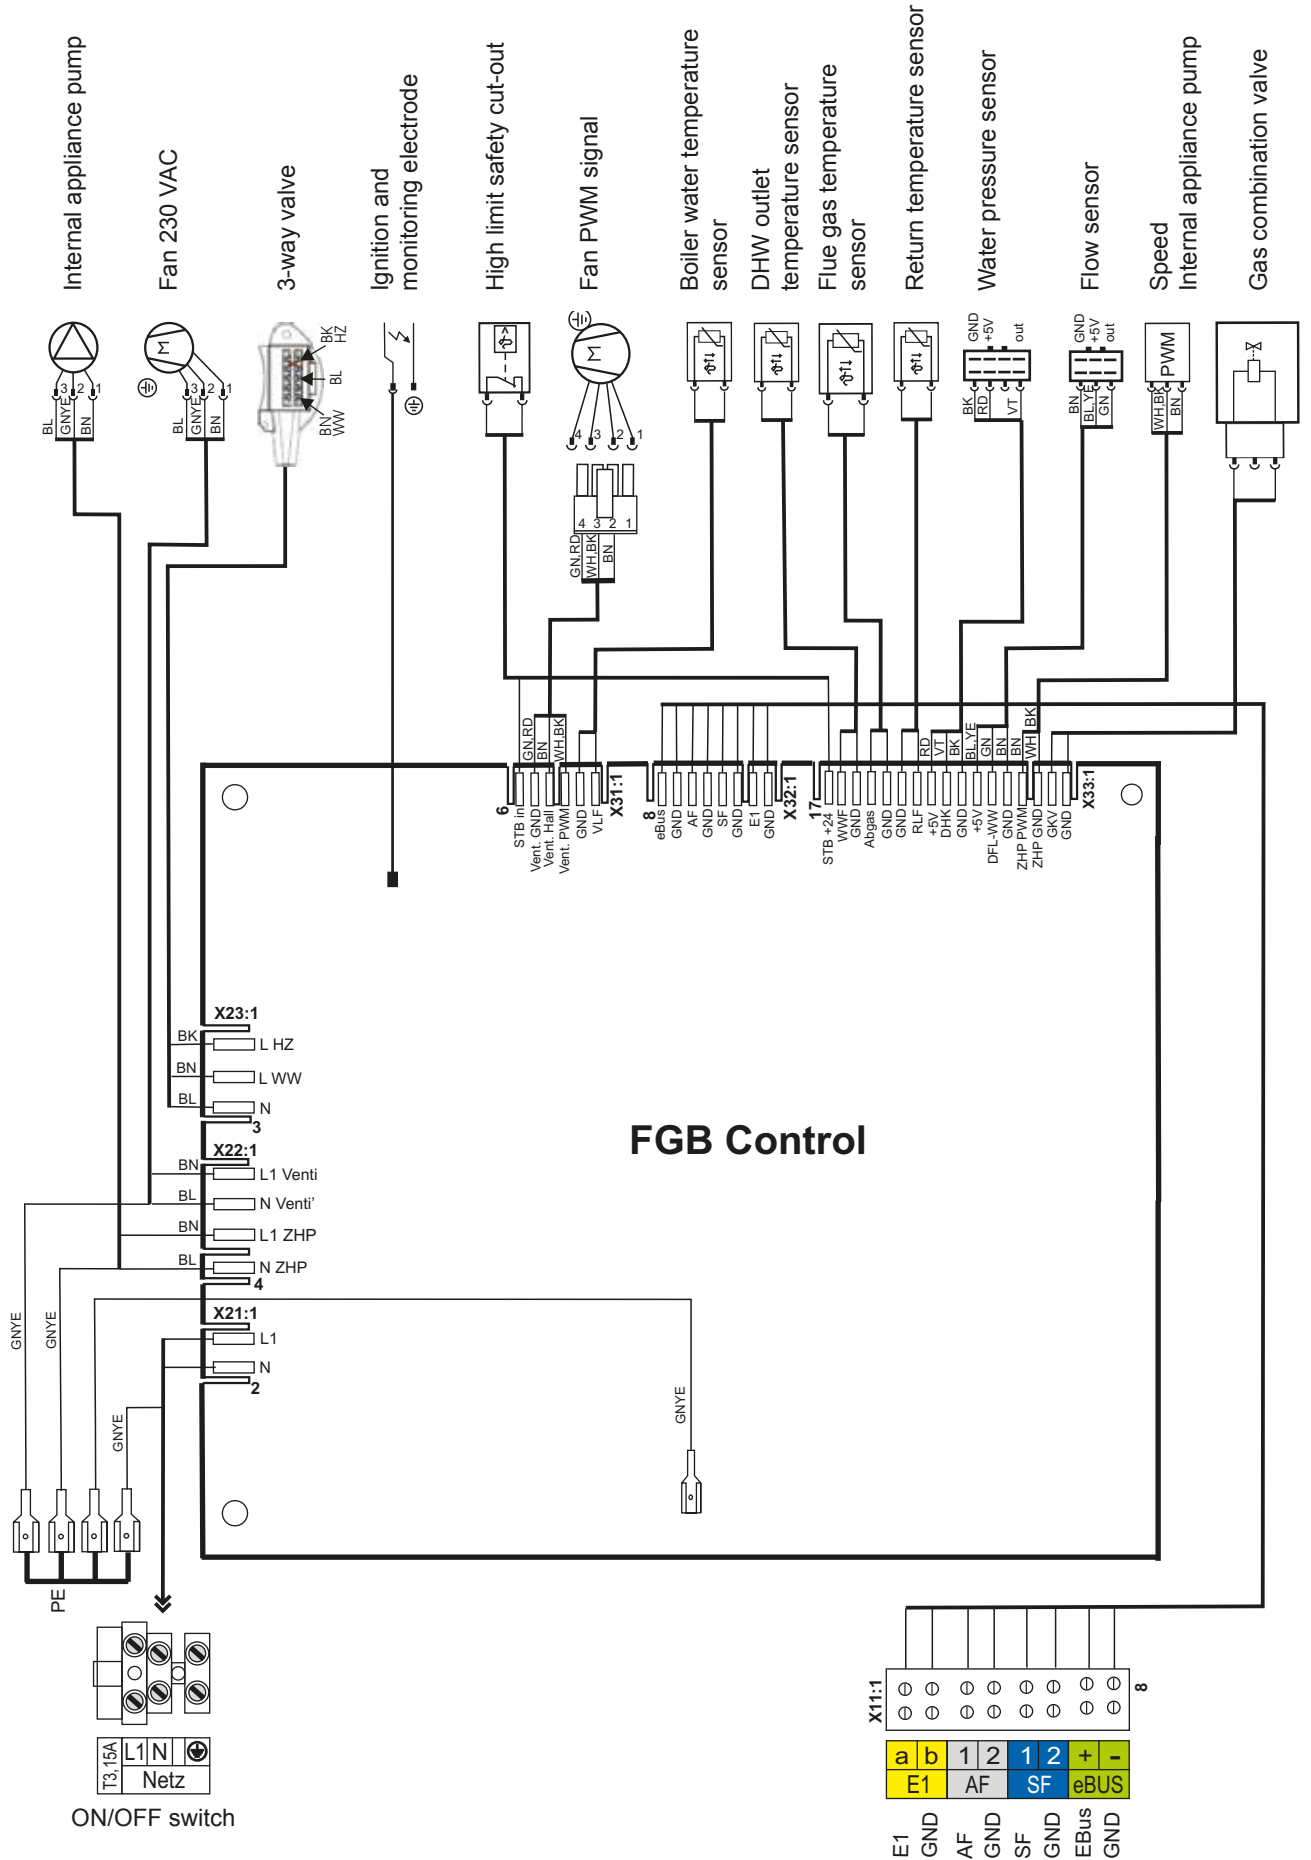 Internal appliance pump
Fan 230 VAC
3-way valve
Ignition and
monitoring electrode
High limit safety cut-out
Fan PWM signal
Boiler water temperature
sensor
DHW outlet
temperature sensor
Flue gas temperature
sensor
Return temperature sensor
Water pressure sensor
Flow sensor
Speed
Internal appliance pump
Gas combination valve
3 2 1
BL
GNYE
BN
M
3
2
1
BL
GNYE
BN
BK
HZ
BL
BN
WW
M
4 3 2 1
4 3 2 1
GN,RD
WH,BK
BN
GND
+5V
out
BK
RD
VT
GND
+5V
out
BN
BL,YE
GN
PWM
WH,BK
BN
GN,RD
BN
WH,BK
RD
VT
BK
BL,YE
GN
BN
BN
WH
BK
6
STB in
Vent. GND
Vent. Hall
Vent. PWM
GND
VLF
X31:1
8
eBus
GND
AF
GND
SF
GND
E1
GND
X32:1
17
STB +24
WWF
GND
Abgas
GND
GND
RLF
+5V
DHK
GND
+5V
DFL-WW
GND
ZHP PWM
ZHP GND
GKV
GND
X33:1
X23:1
BK
L HZ
BN
L WW
BL
N
3
FGB Control
X22:1
BN
L1 Venti
BL
N Venti'
BN
L1 ZHP
BL
N ZHP
4
X21:1
L1
N
2
GNYE
GNYE
GNYE
GNYE
PE
T3,15A
L1 N
Netz
ON/OFF switch
X11:1
8
a b 1 2 1 2 + -
E1 AF SF eBUS
E1
GND
AF
GND
SF
GND
EBus
GND